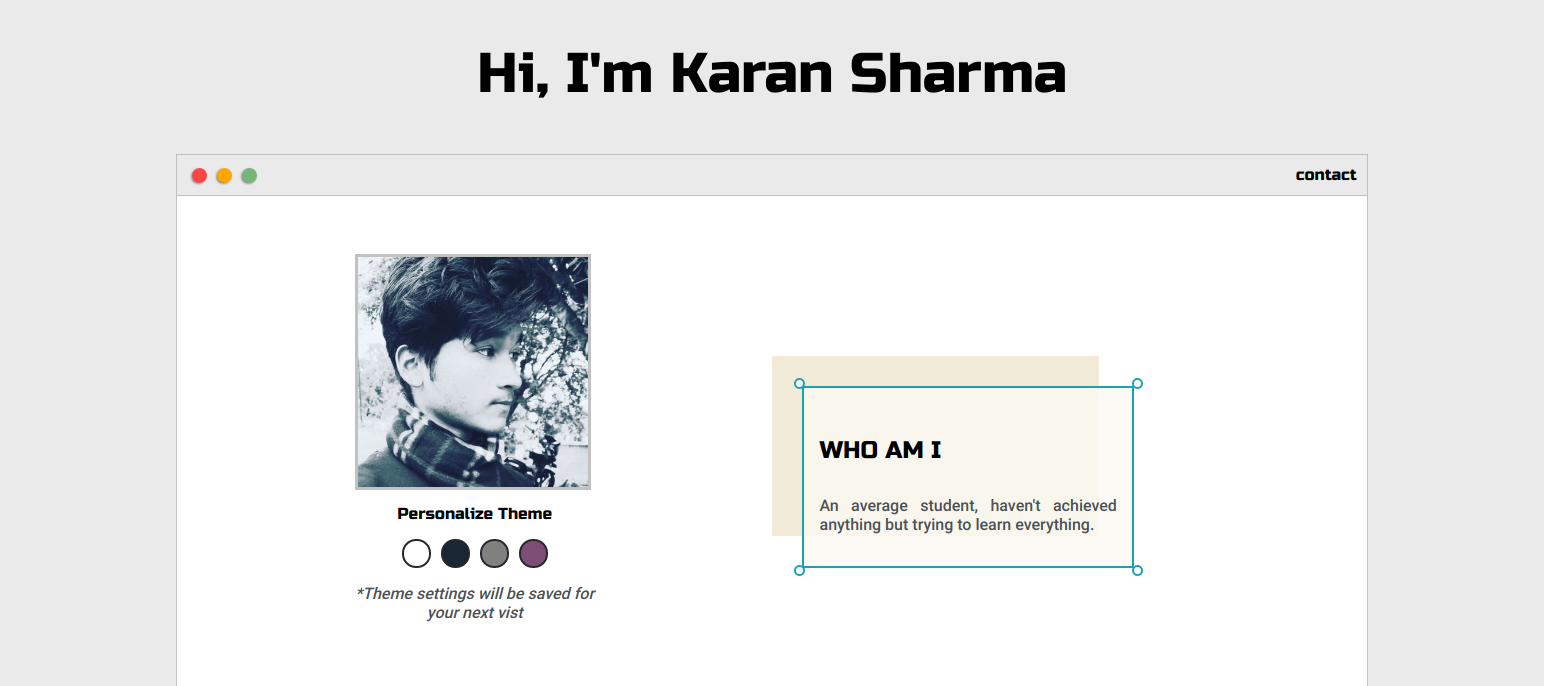 Hi, I'm Karan Sharma
contact
Personalize Theme
*Theme settings will be saved for
your next vist
WHO AM I
An average student, haven't achieved
anything but trying to learn everything.